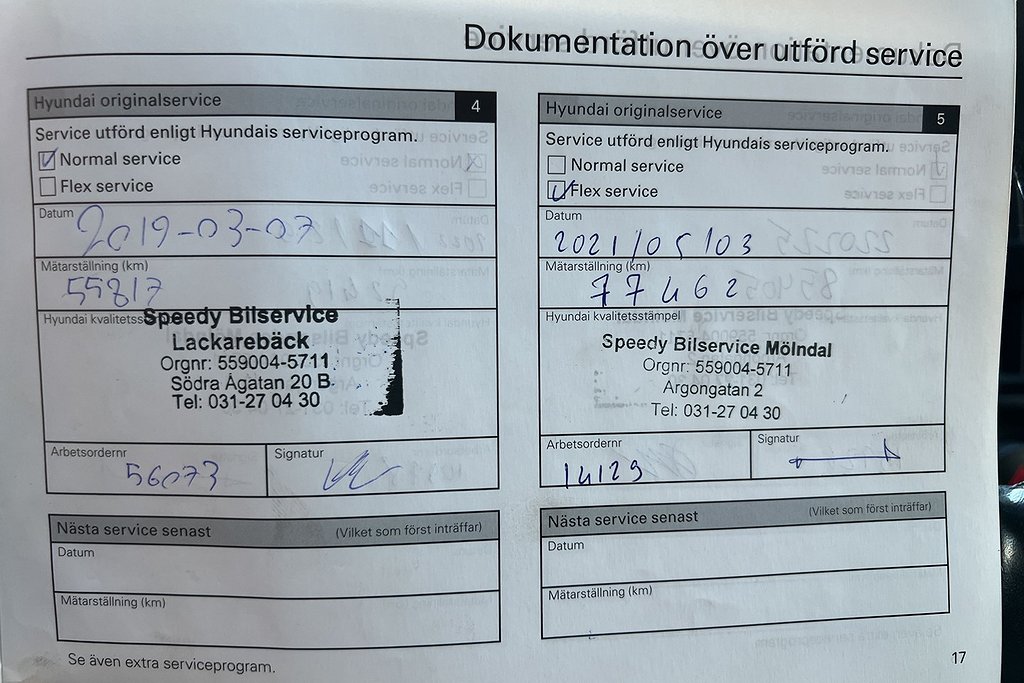 Dokumentation över utförd service
Hyundai originalservice 4
Service utförd enligt Hyundais serviceprogram.
Normal service
Flex service
Datum
2019-03-07
Mätarställning (km)
55817
Hyundai kvalitetss
Speedy Bilservice
Lackarebäck
Orgnr: 559004-5711
Södra Ågatan 20 B
Tel: 031-27 04 30
Arbetsordernr
56073
Signatur
Nästa service senast (Vilket som först inträffar)
Datum
Mätarställning (km)
Se även extra serviceprogram.
Hyundai originalservice 5
Service utförd enligt Hyundais serviceprogram.
Normal service
Flex service
Datum
2021/05/03
Mätarställning (km)
77462
Hyundai kvalitetsstämpel
Speedy Bilservice Mölndal
Orgnr: 559004-5711
Argongatan 2
Tel: 031-27 04 30
Arbetsordernr
14129
Signatur
Nästa service senast (Vilket som först inträffar)
Datum
Mätarställning (km)
17